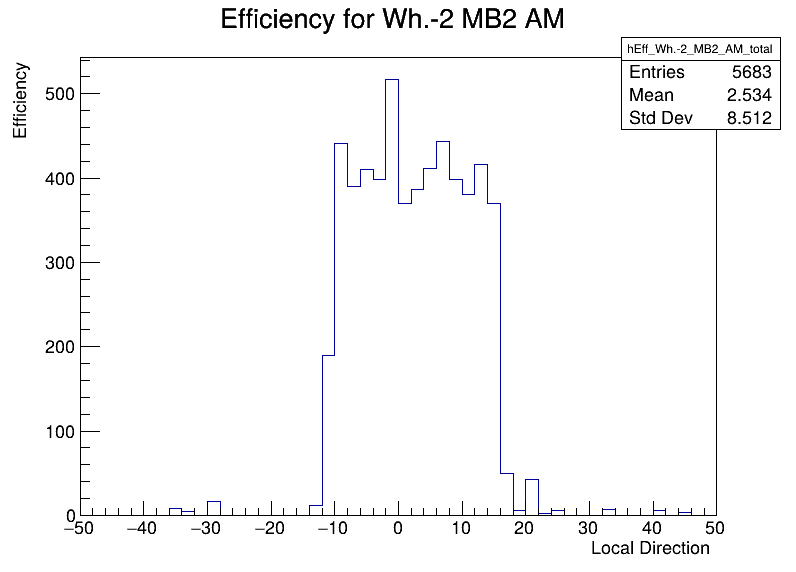 Efficiency for Wh.-2 MB2 AM
hEff_Wh.-2_MB2_AM_total
Entries 5683
Mean 2.534
Std Dev 8.512
Efficiency
500
400
300
200
100
0
−50 −40 −30 −20 −10 0 10 20 30 40 50
Local Direction